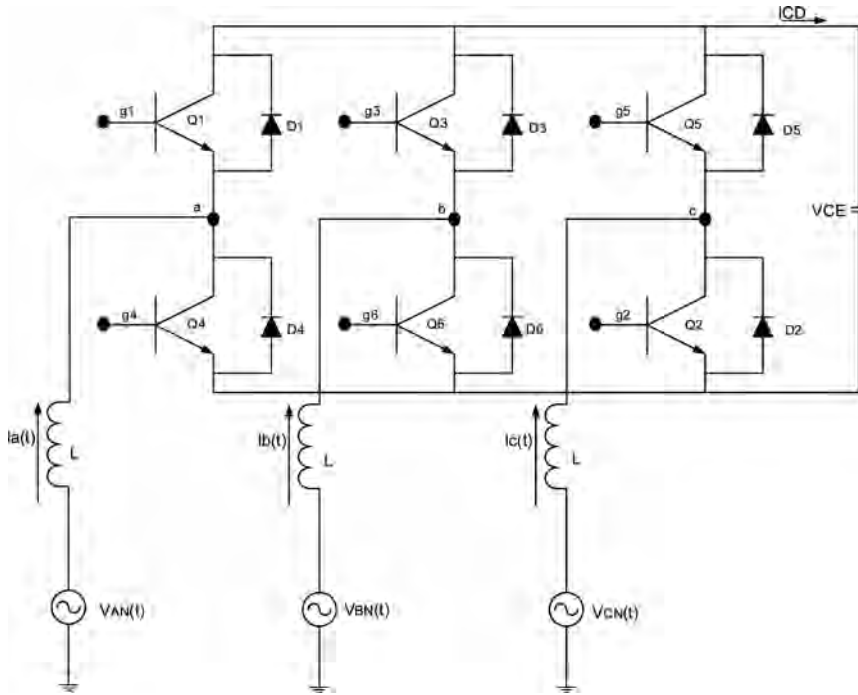 ICD
g1
Q1
D1
g3
Q3
D3
g5
Q5
D5
a
b
c
VCE =
g4
Q4
D4
g6
Q6
D6
g2
Q2
D2
Ia(t)
L
Ib(t)
L
Ic(t)
L
VAN(t)
VBN(t)
VCN(t)